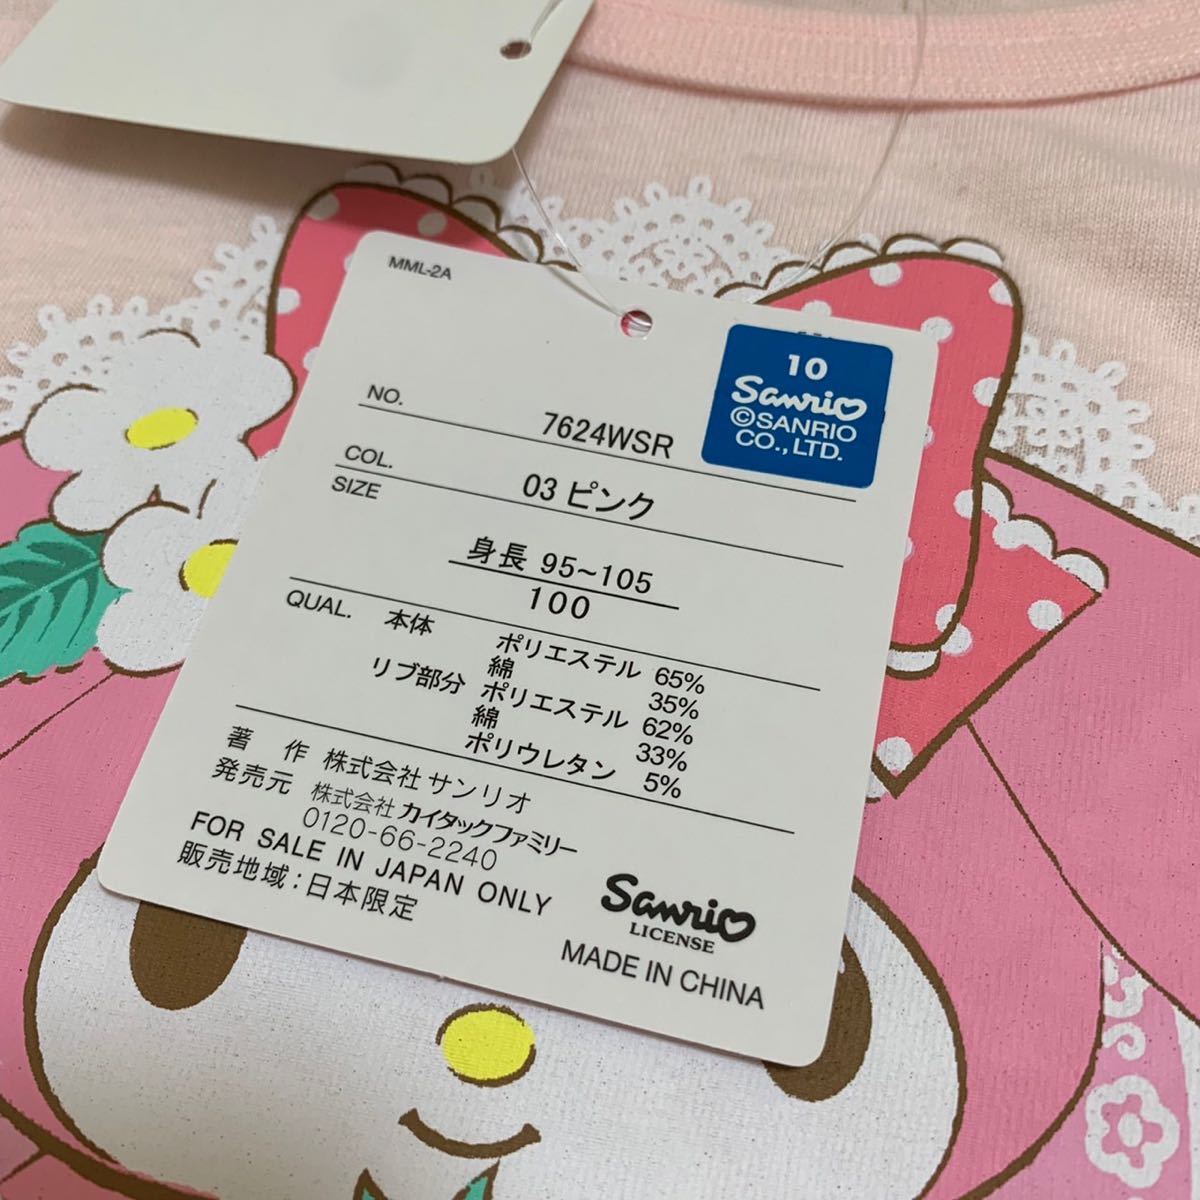 MML-2A
10
Sanrio
©SANRIO
CO., LTD.
NO. 7624WSR
COL. 03 ピンク
SIZE 身長 95~105
100
QUAL. 本体 ポリエステル 65%
綿 35%
リブ部分 ポリエステル 62%
綿 33%
ポリウレタン 5%
著 作 株式会社 サンリオ
発売元 株式会社 カイタックファミリー
0120-66-2240
FOR SALE IN JAPAN ONLY
販売地域:日本限定
Sanrio
LICENSE
MADE IN CHINA